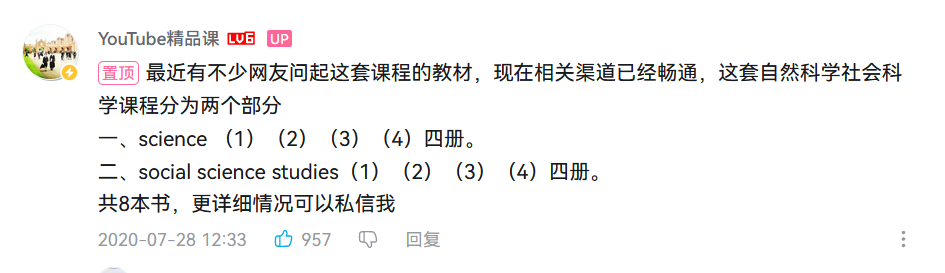 YouTube精品课 LV6 UP
置顶 最近有不少网友问起这套课程的教材，现在相关渠道已经畅通，这套自然科学社会科
学课程分为两个部分
一、science （1）（2）（3）（4）四册。
二、social science studies（1）（2）（3）（4）四册。
共8本书，更详细情况可以私信我
2020-07-28 12:33 957 回复